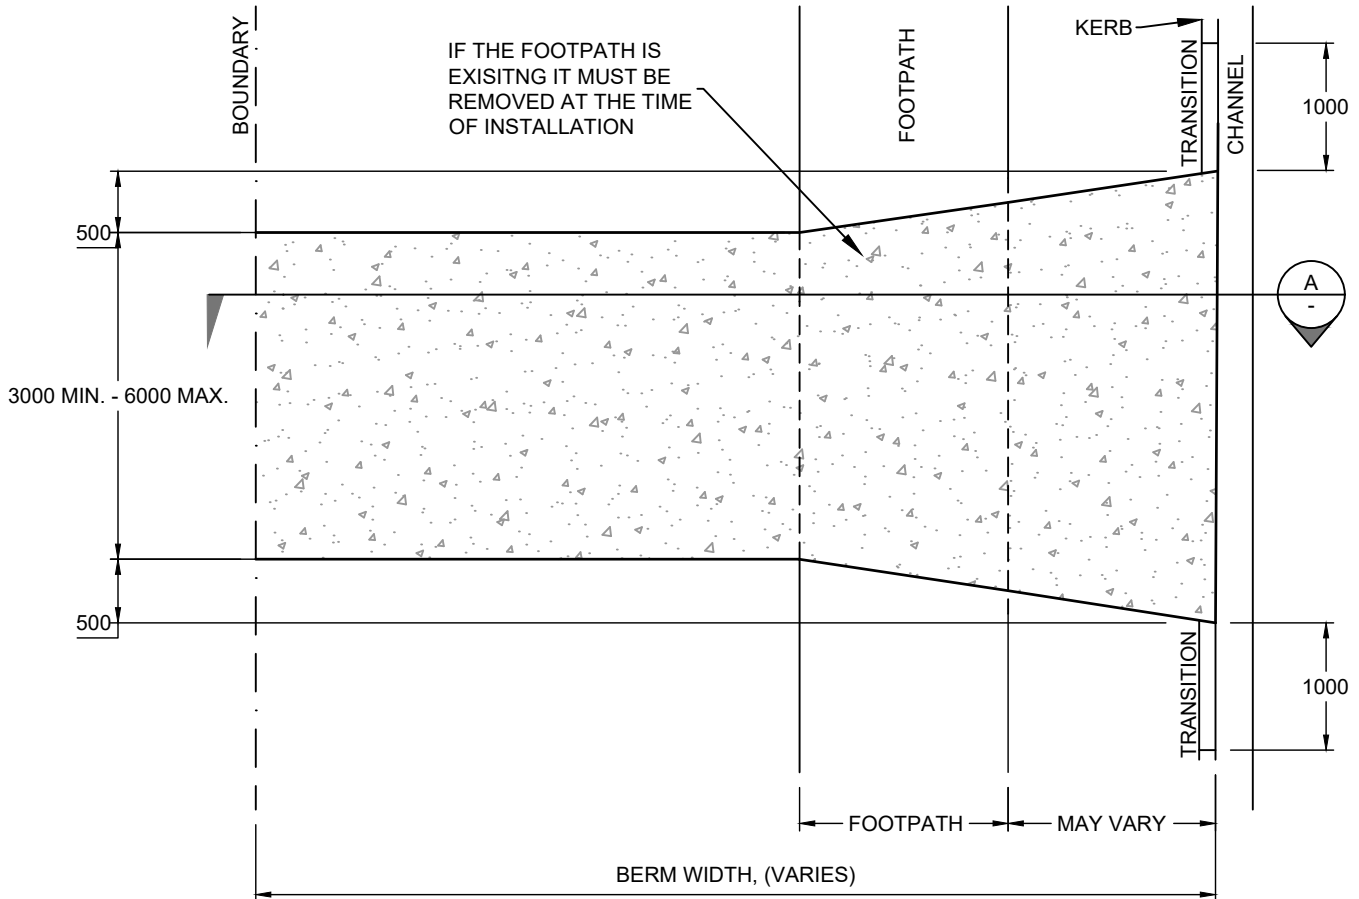 KERB
BOUNDARY
IF THE FOOTPATH IS
EXISITNG IT MUST BE
REMOVED AT THE TIME
OF INSTALLATION
FOOTPATH
TRANSITION
CHANNEL
1000
500
A
-
3000 MIN. - 6000 MAX.
500
TRANSITION
1000
FOOTPATH
MAY VARY
BERM WIDTH, (VARIES)